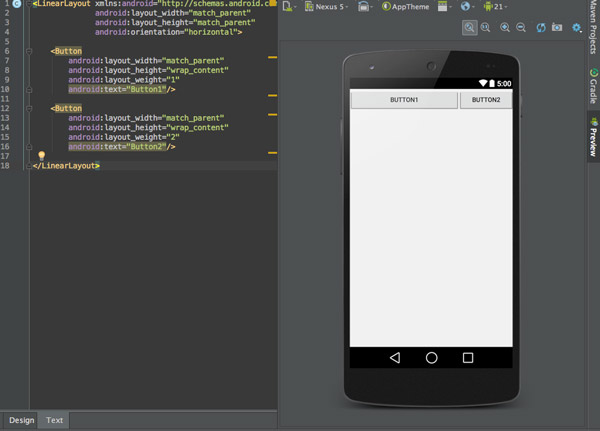 1 <LinearLayout xmlns:android="http://schemas.android.c
2 android:layout_width="match_parent"
3 android:layout_height="match_parent"
4 android:orientation="horizontal">
5
6 <Button
7 android:layout_width="match_parent"
8 android:layout_height="wrap_content"
9 android:layout_weight="1"
10 android:text="Button1"/>
11
12 <Button
13 android:layout_width="match_parent"
14 android:layout_height="wrap_content"
15 android:layout_weight="2"
16 android:text="Button2"/>
17
18 </LinearLayout>
Design Text
Nexus 5 AppTheme 21
5:00
BUTTON1 BUTTON2
Maven Projects
Gradle
Preview